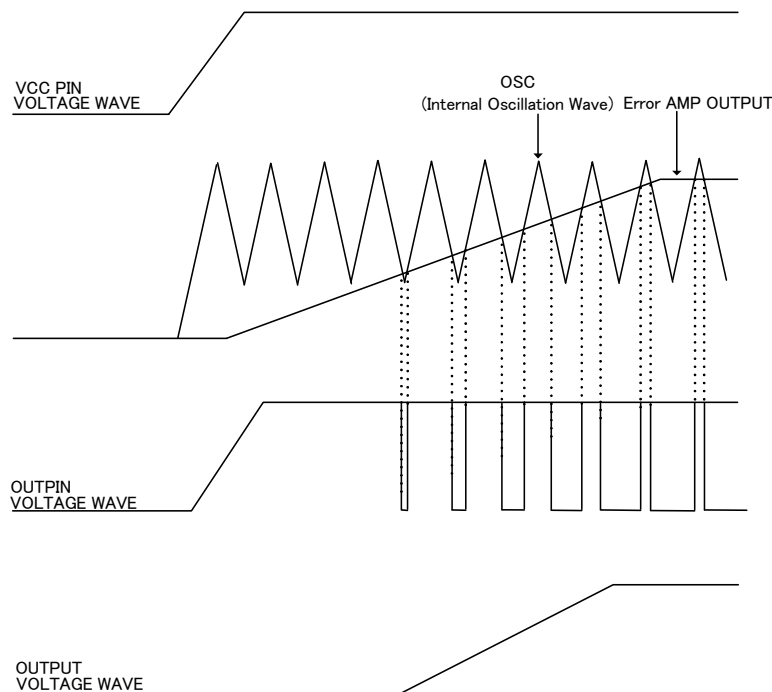 VCC PIN
VOLTAGE WAVE
OSC
(Internal Oscillation Wave)
Error AMP OUTPUT
OUTPIN
VOLTAGE WAVE
OUTPUT
VOLTAGE WAVE